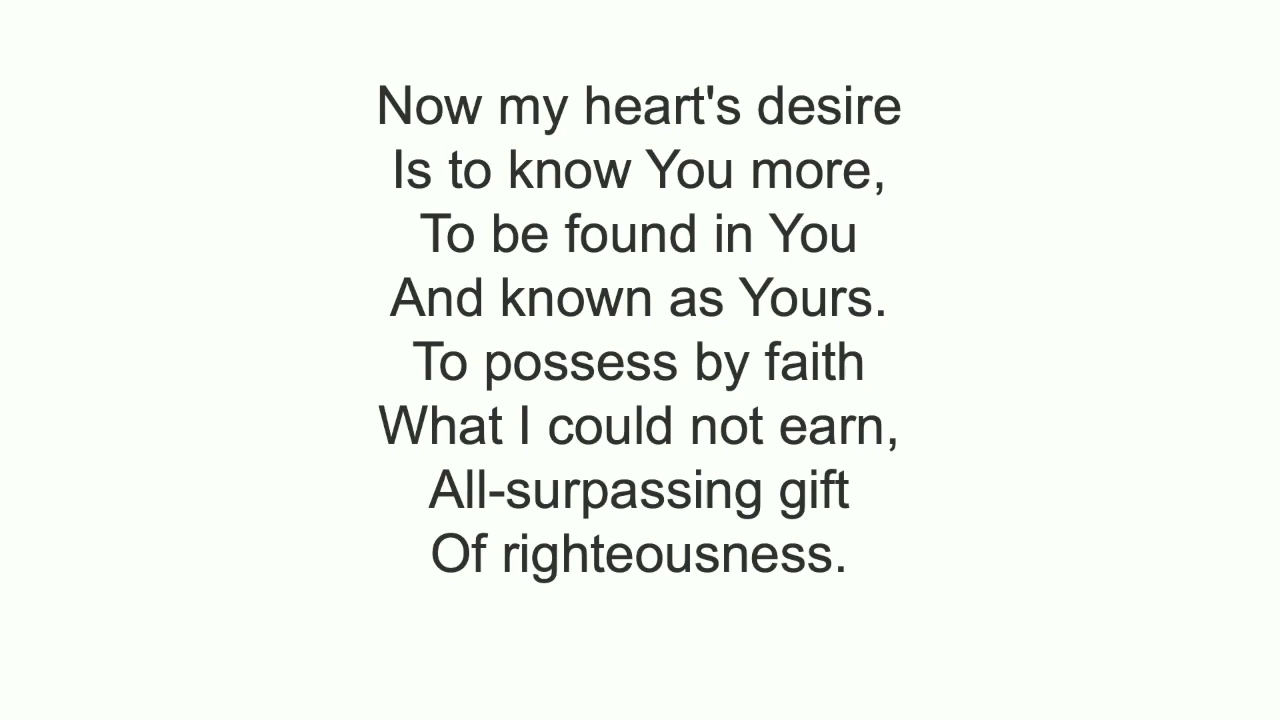 Now my heart's desire
Is to know You more,
To be found in You
And known as Yours.
To possess by faith
What I could not earn,
All-surpassing gift
Of righteousness.